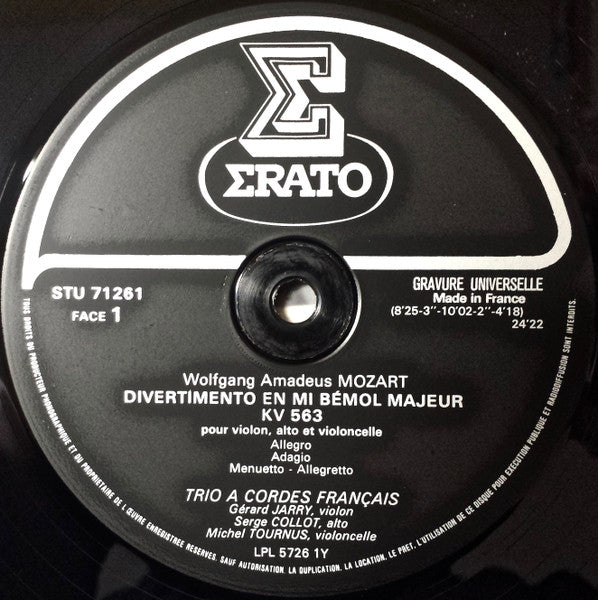 Σ
ΣRATO
STU 71261
FACE 1
GRAVURE UNIVERSELLE
Made in France
(8'25-3''-10'02-2''-4'18)
24'22
Wolfgang Amadeus MOZART
DIVERTIMENTO EN MI BÉMOL MAJEUR
KV 563
pour violon, alto et violoncelle
Allegro
Adagio
Menuetto - Allegretto
TRIO A CORDES FRANÇAIS
Gérard JARRY, violon
Serge COLLOT, alto
Michel TOURNUS, violoncelle
LPL 5726 1Y
TOUS DROITS DU PRODUCTEUR PHONOGRAPHIQUE ET DU PROPRIETAIRE DE L'ŒUVRE ENREGISTREE RESERVES. SAUF AUTORISATION. LA DUPLICATION. LA LOCATION. LE PRET. L'UTILISATION DE CE DISQUE POUR EXECUTION PUBLIQUE ET RADIODIFFUSION SONT INTERDITS.